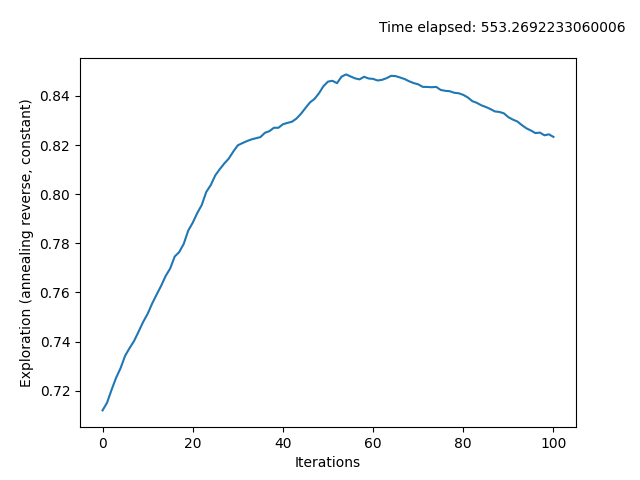 Time elapsed: 553.2692233060006
Exploration (annealing reverse, constant)
0.84
0.82
0.80
0.78
0.76
0.74
0.72
0 20 40 60 80 100
Iterations